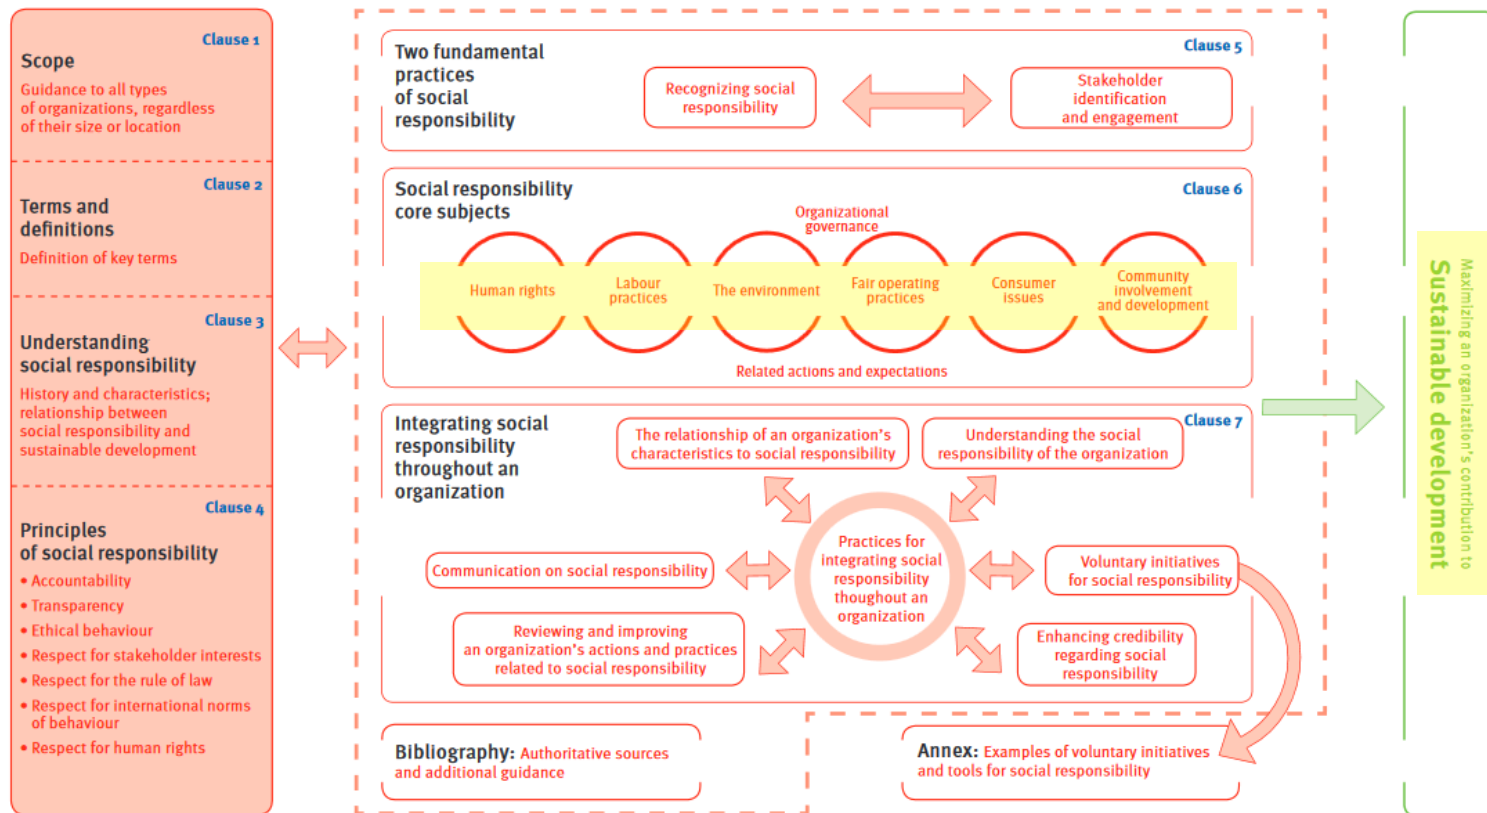 Clause 1
Scope
Guidance to all types
of organizations, regardless
of their size or location
Clause 2
Terms and
definitions
Definition of key terms
Clause 3
Understanding
social responsibility
History and characteristics;
relationship between
social responsibility and
sustainable development
Clause 4
Principles
of social responsibility
• Accountability
• Transparency
• Ethical behaviour
• Respect for stakeholder interests
• Respect for the rule of law
• Respect for international norms
of behaviour
• Respect for human rights
Two fundamental
practices
of social
responsibility
Clause 5
Recognizing social
responsibility
Stakeholder
identification
and engagement
Social responsibility
core subjects
Clause 6
Organizational
governance
Human rights
Labour
practices
The environment
Fair operating
practices
Consumer
issues
Community
involvement
and development
Related actions and expectations
Integrating social
responsibility
throughout an
organization
Clause 7
The relationship of an organization's
characteristics to social responsibility
Understanding the social
responsibility of the organization
Practices for
integrating social
responsibility
thoughout an
organization
Communication on social responsibility
Voluntary initiatives
for social responsibility
Reviewing and improving
an organization's actions and practices
related to social responsibility
Enhancing credibility
regarding social
responsibility
Bibliography: Authoritative sources
and additional guidance
Annex: Examples of voluntary initiatives
and tools for social responsibility
Maximizing an organization's contribution to
Sustainable development